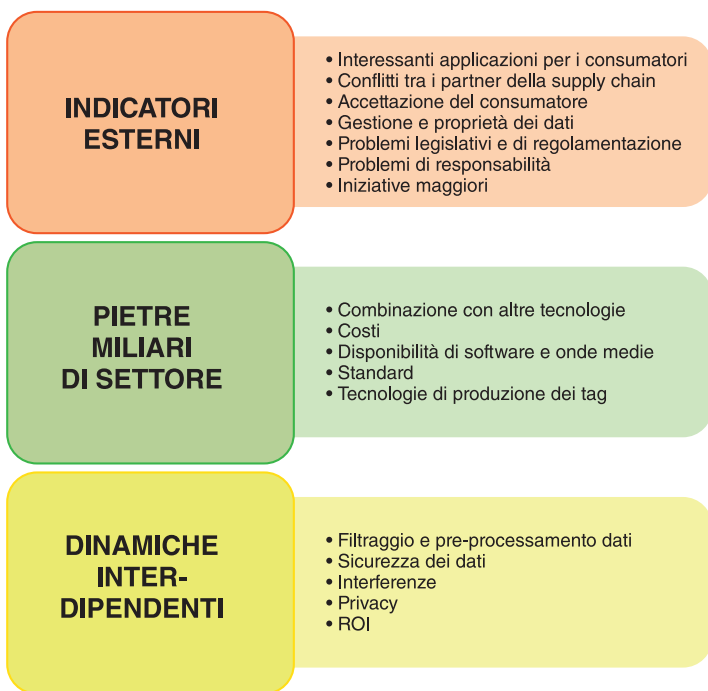 INDICATORI
ESTERNI
• Interessanti applicazioni per i consumatori
• Conflitti tra i partner della supply chain
• Accettazione del consumatore
• Gestione e proprietà dei dati
• Problemi legislativi e di regolamentazione
• Problemi di responsabilità
• Iniziative maggiori
PIETRE
MILIARI
DI SETTORE
• Combinazione con altre tecnologie
• Costi
• Disponibilità di software e onde medie
• Standard
• Tecnologie di produzione dei tag
DINAMICHE
INTER-
DIPENDENTI
• Filtraggio e pre-processamento dati
• Sicurezza dei dati
• Interferenze
• Privacy
• ROI